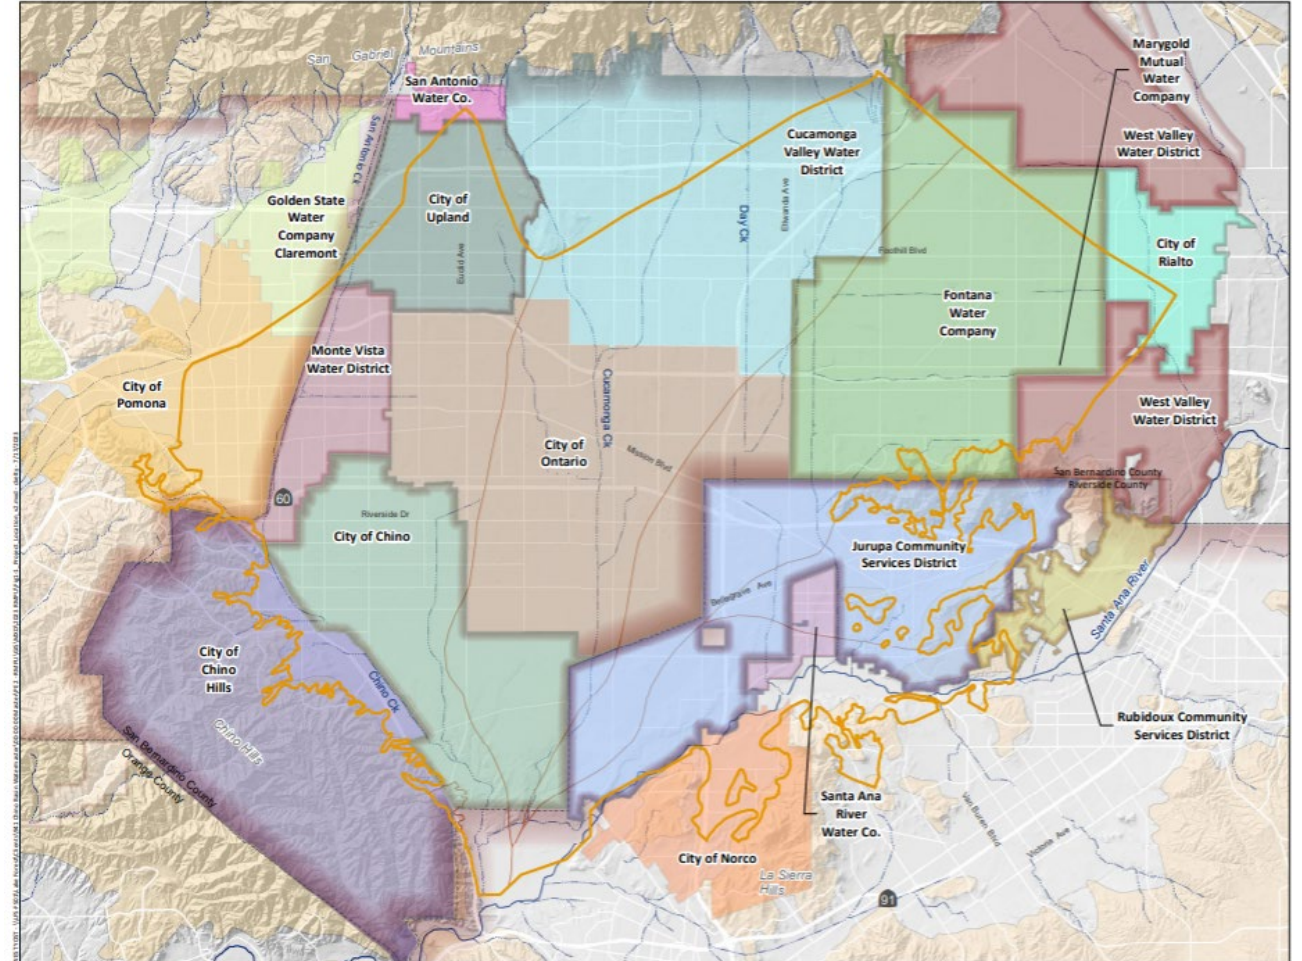 San Gabriel Mountains
San Antonio
Water Co.
Marygold
Mutual
Water
Company
West Valley
Water District
Cucamonga
Valley Water
District
San Antonio Ck
City of
Upland
Euclid Ave
Golden State
Water
Company
Claremont
Day Ck
Etiwanda Ave
Foothill Blvd
City of
Rialto
Fontana
Water
Company
Monte Vista
Water District
City of
Pomona
Cucamonga Ck
City of
Ontario
Mission Blvd
West Valley
Water District
San Bernardino County
Riverside County
60
Riverside Dr
City of Chino
Jurupa Community
Services District
Bellegrave Ave
Santa Ana River
City of
Chino
Hills
Chino Ck
Chino Hills
San Bernardino County
Orange County
Rubidoux Community
Services District
Santa Ana
River
Water Co.
Van Buren Blvd
Victoria Ave
City of Norco
La Sierra
Hills
91